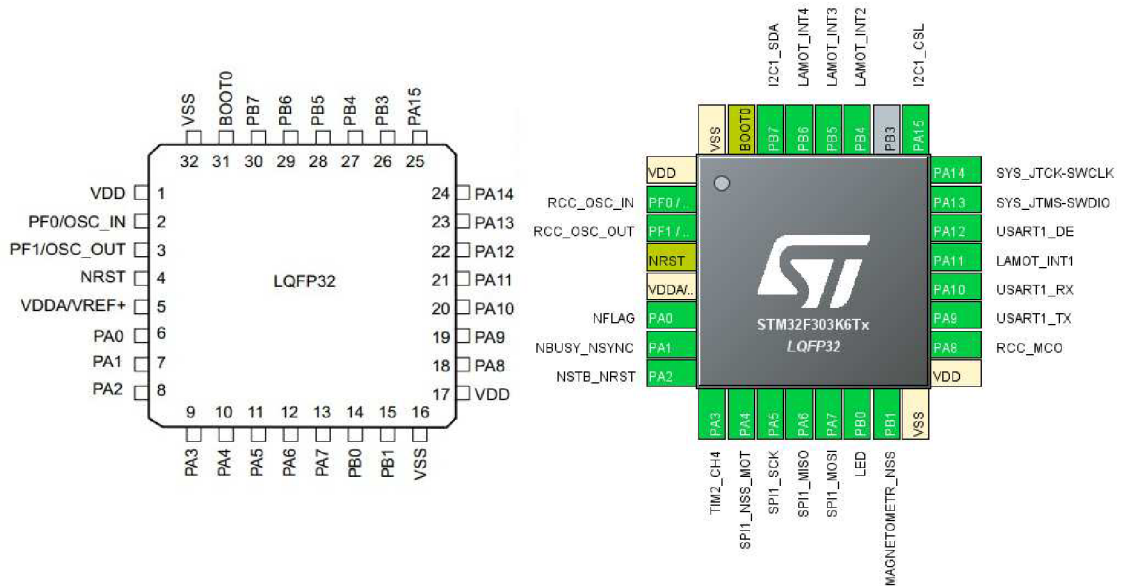 VSS
BOOT0
PB7
PB6
PB5
PB4
PB3
PA15
32 31 30 29 28 27 26 25
VDD 1
PF0/OSC_IN 2
PF1/OSC_OUT 3
NRST 4
VDDA/VREF+ 5
PA0 6
PA1 7
PA2 8
LQFP32
24 PA14
23 PA13
22 PA12
21 PA11
20 PA10
19 PA9
18 PA8
17 VDD
9 10 11 12 13 14 15 16
PA3
PA4
PA5
PA6
PA7
PB0
PB1
VSS
I2C1_SDA
LAMOT_INT4
LAMOT_INT3
LAMOT_INT2
I2C1_CSL
VSS
BOOT0
PB7
PB6
PB5
PB4
PB3
PA15
VDD
RCC_OSC_IN PF0/..
RCC_OSC_OUT PF1/..
NRST
VDDA/..
NFLAG PA0
NBUSY_NSYNC PA1
NSTB_NRST PA2
ST
STM32F303K6Tx
LQFP32
PA14 SYS_JTCK-SWCLK
PA13 SYS_JTMS-SWDIO
PA12 USART1_DE
PA11 LAMOT_INT1
PA10 USART1_RX
PA9 USART1_TX
PA8 RCC_MCO
VDD
PA3
PA4
PA5
PA6
PA7
PB0
PB1
VSS
TIM2_CH4
SPI1_NSS_MOT
SPI1_SCK
SPI1_MISO
SPI1_MOSI
LED
MAGNETOMETR_NSS